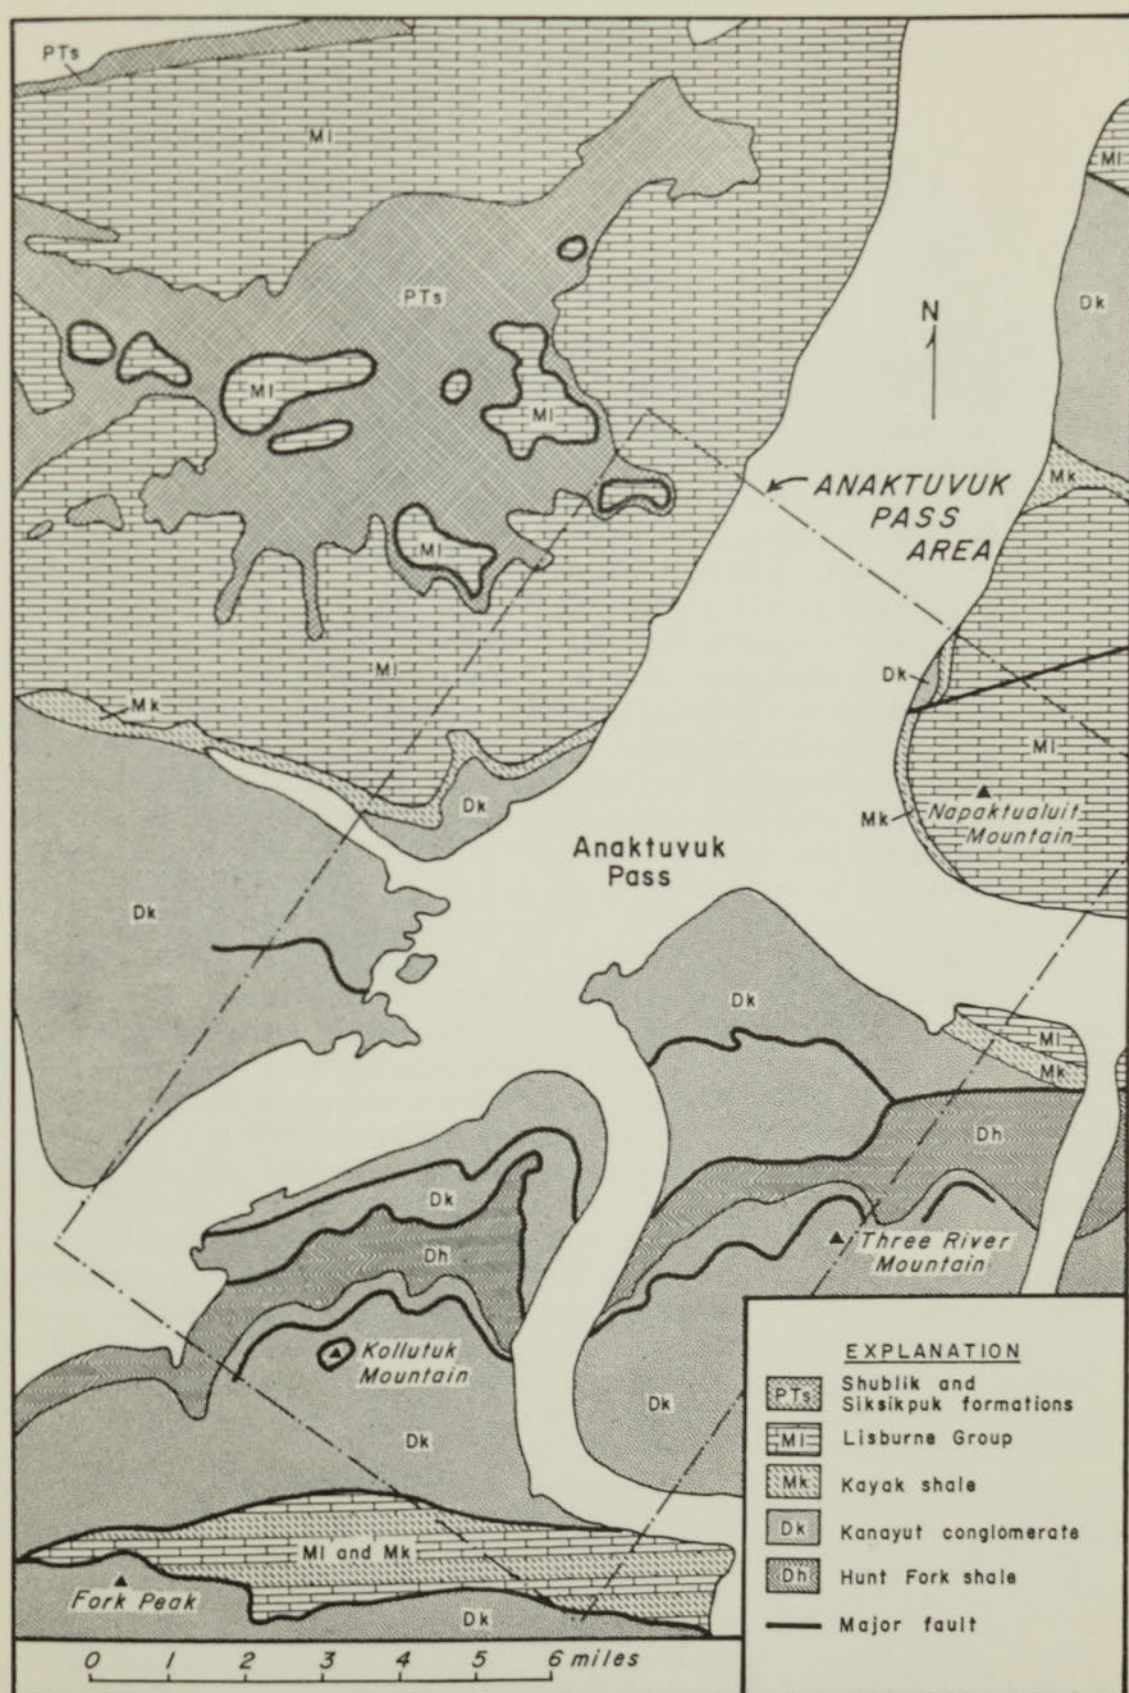 PTs
Ml
Ml
Dk
N
PTs
Ml
Ml
Mk
ANAKTUVUK
PASS
AREA
Ml
Dk
Ml
Mk
Ml
Dk
Mk
Napaktualuit
Mountain
Anaktuvuk
Pass
Dk
Dk
Ml
Mk
Dh
Dk
Dh
Three River
Mountain
Kollutuk
Mountain
Dk
Dk
Ml and Mk
Fork Peak
Dk
EXPLANATION
PTs Shublik and
Siksikpuk formations
Ml Lisburne Group
Mk Kayak shale
Dk Kanayut conglomerate
Dh Hunt Fork shale
Major fault
0 1 2 3 4 5 6 miles